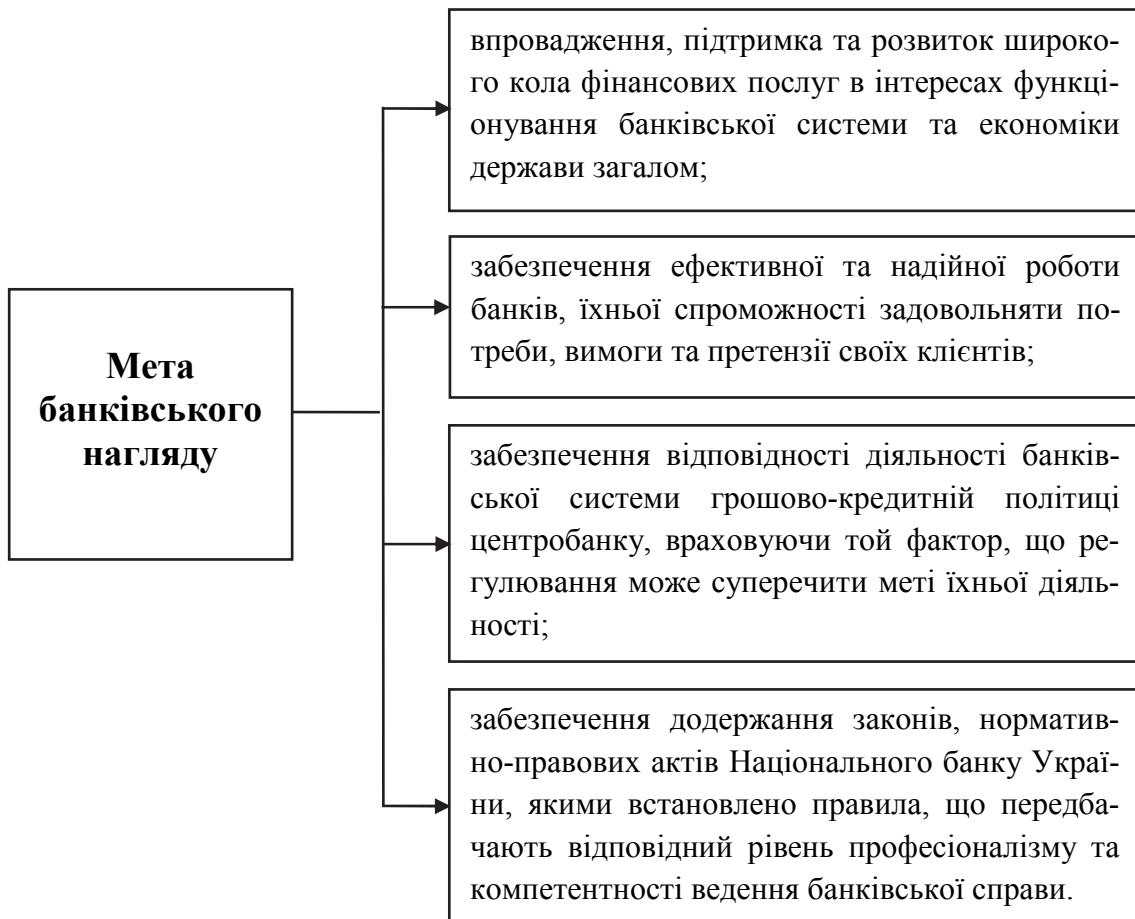 Мета
банківського
нагляду
впровадження, підтримка та розвиток широко-
го кола фінансових послуг в інтересах функці-
онування банківської системи та економіки
держави загалом;
забезпечення ефективної та надійної роботи
банків, їхньої спроможності задовольняти по-
треби, вимоги та претензії своїх клієнтів;
забезпечення відповідності діяльності банків-
ської системи грошово-кредитній політиці
центробанку, враховуючи той фактор, що ре-
гулювання може суперечити меті їхньої діяль-
ності;
забезпечення додержання законів, норматив-
но-правових актів Національного банку Украї-
ни, якими встановлено правила, що передба-
чають відповідний рівень професіоналізму та
компетентності ведення банківської справи.